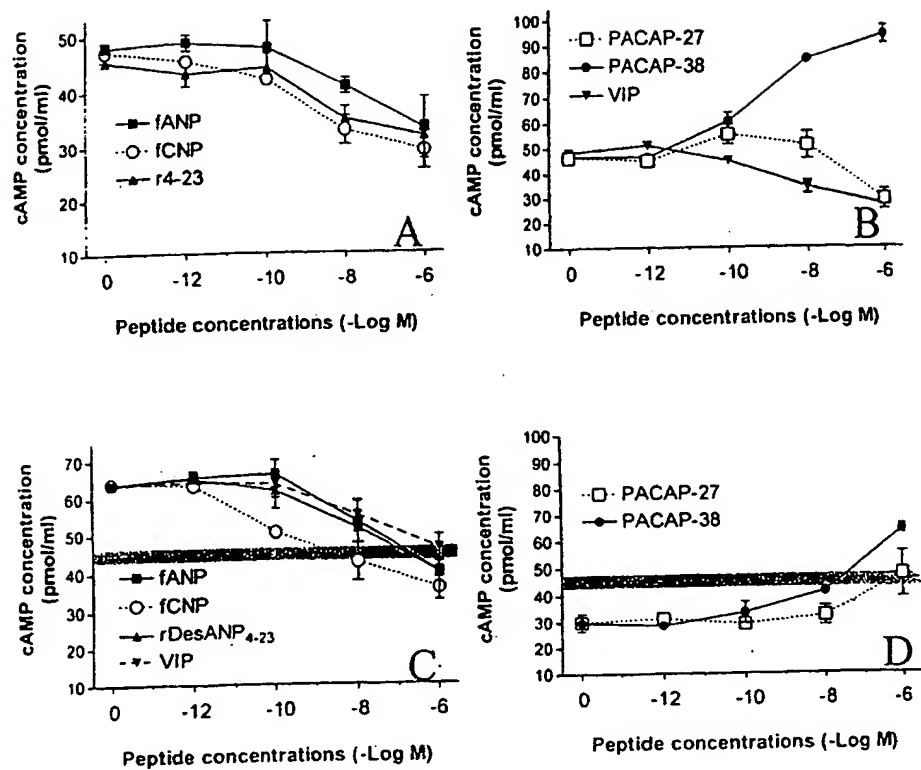 cAMP concentration
(pmol/ml)
50
40
30
20
10
fANP
fCNP
r4-23
A
0 -12 -10 -8 -6
Peptide concentrations (-Log M)
cAMP concentration
(pmol/ml)
100
90
80
70
60
50
40
30
20
10
PACAP-27
PACAP-38
VIP
B
0 -12 -10 -8 -6
Peptide concentrations (-Log M)
cAMP concentration
(pmol/ml)
70
60
50
40
30
20
10
fANP
fCNP
rDesANP4-23
VIP
C
0 -12 -10 -8 -6
Peptide concentrations (-Log M)
cAMP concentration
(pmol/ml)
100
90
80
70
60
50
40
30
20
10
PACAP-27
PACAP-38
D
0 -12 -10 -8 -6
Peptide concentrations (-Log M)